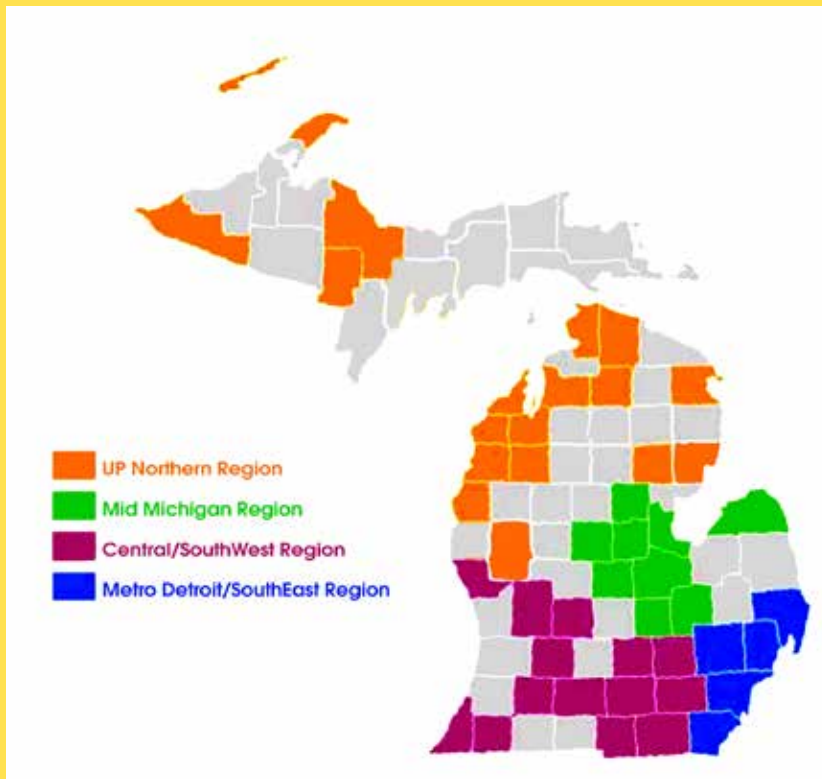 UP Northern Region
Mid Michigan Region
Central/SouthWest Region
Metro Detroit/SouthEast Region